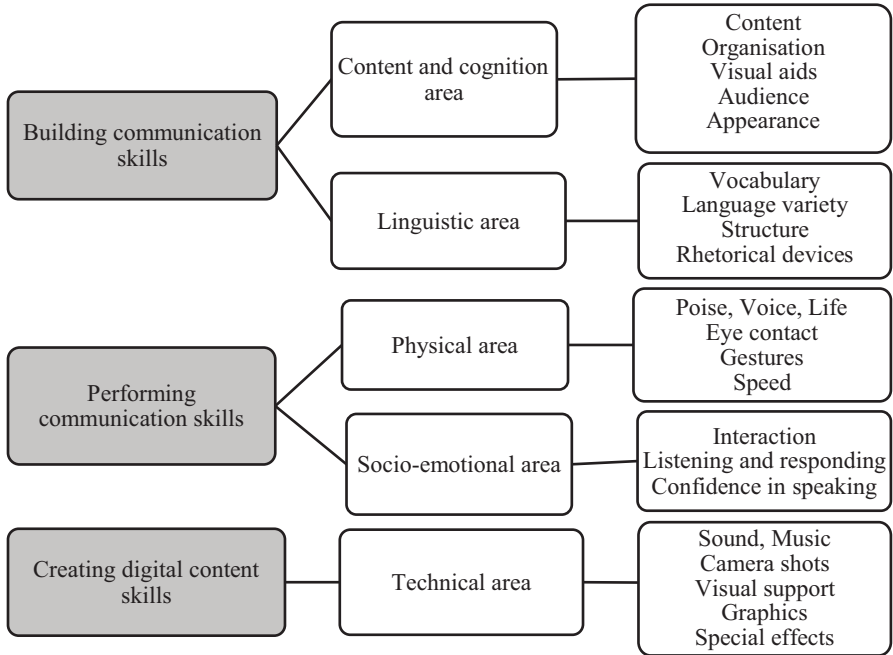 Building communication
skills
Content and cognition
area
Content
Organisation
Visual aids
Audience
Appearance
Linguistic area
Vocabulary
Language variety
Structure
Rhetorical devices
Performing
communication skills
Physical area
Poise, Voice, Life
Eye contact
Gestures
Speed
Socio-emotional area
Interaction
Listening and responding
Confidence in speaking
Creating digital content
skills
Technical area
Sound, Music
Camera shots
Visual support
Graphics
Special effects